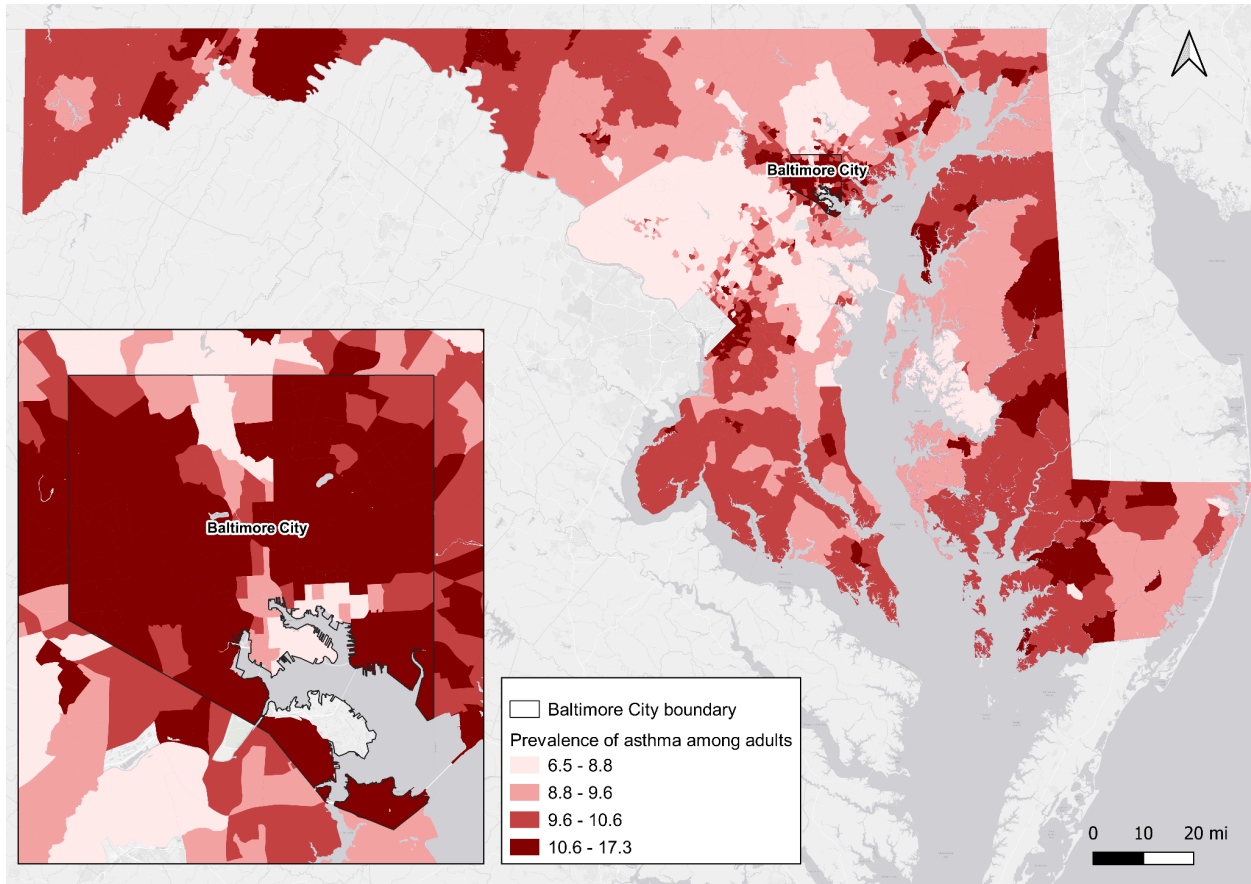 Baltimore City
Baltimore City
Baltimore City boundary
Prevalence of asthma among adults
6.5 - 8.8
8.8 - 9.6
9.6 - 10.6
10.6 - 17.3
0 10 20 mi